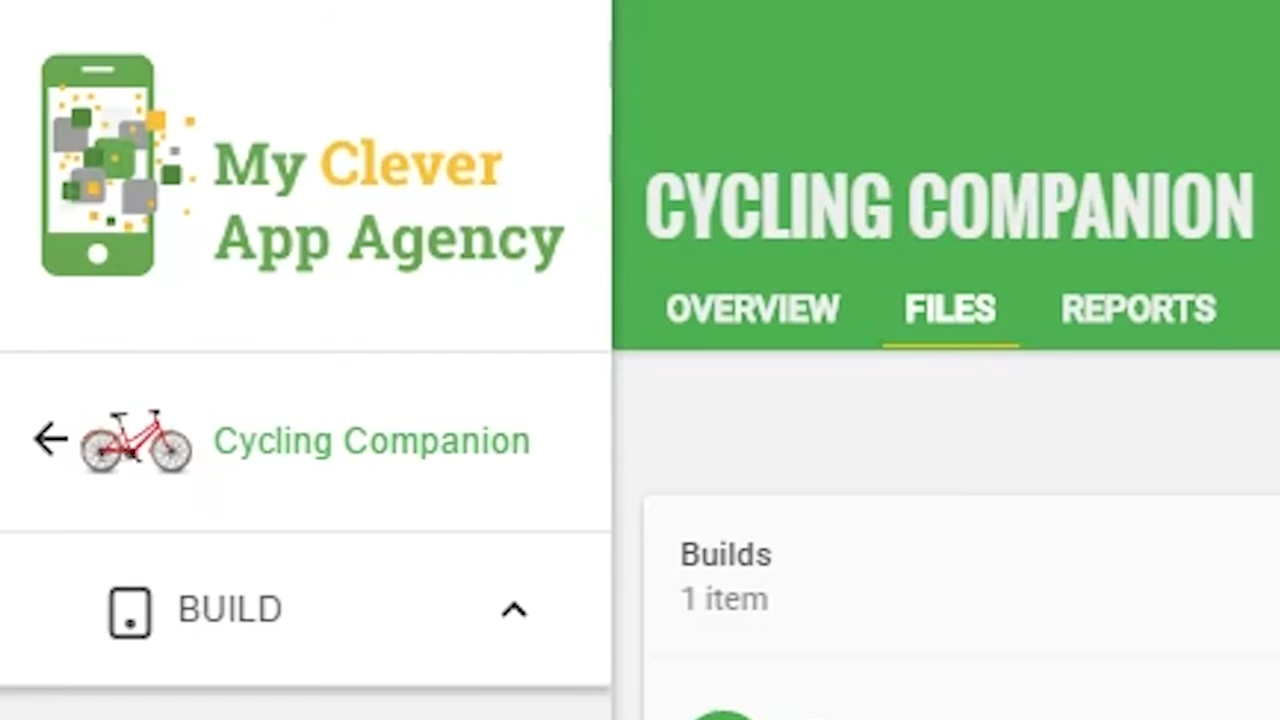 My Clever
App Agency
Cycling Companion
BUILD
CYCLING COMPANION
OVERVIEW FILES REPORTS
Builds
1 item